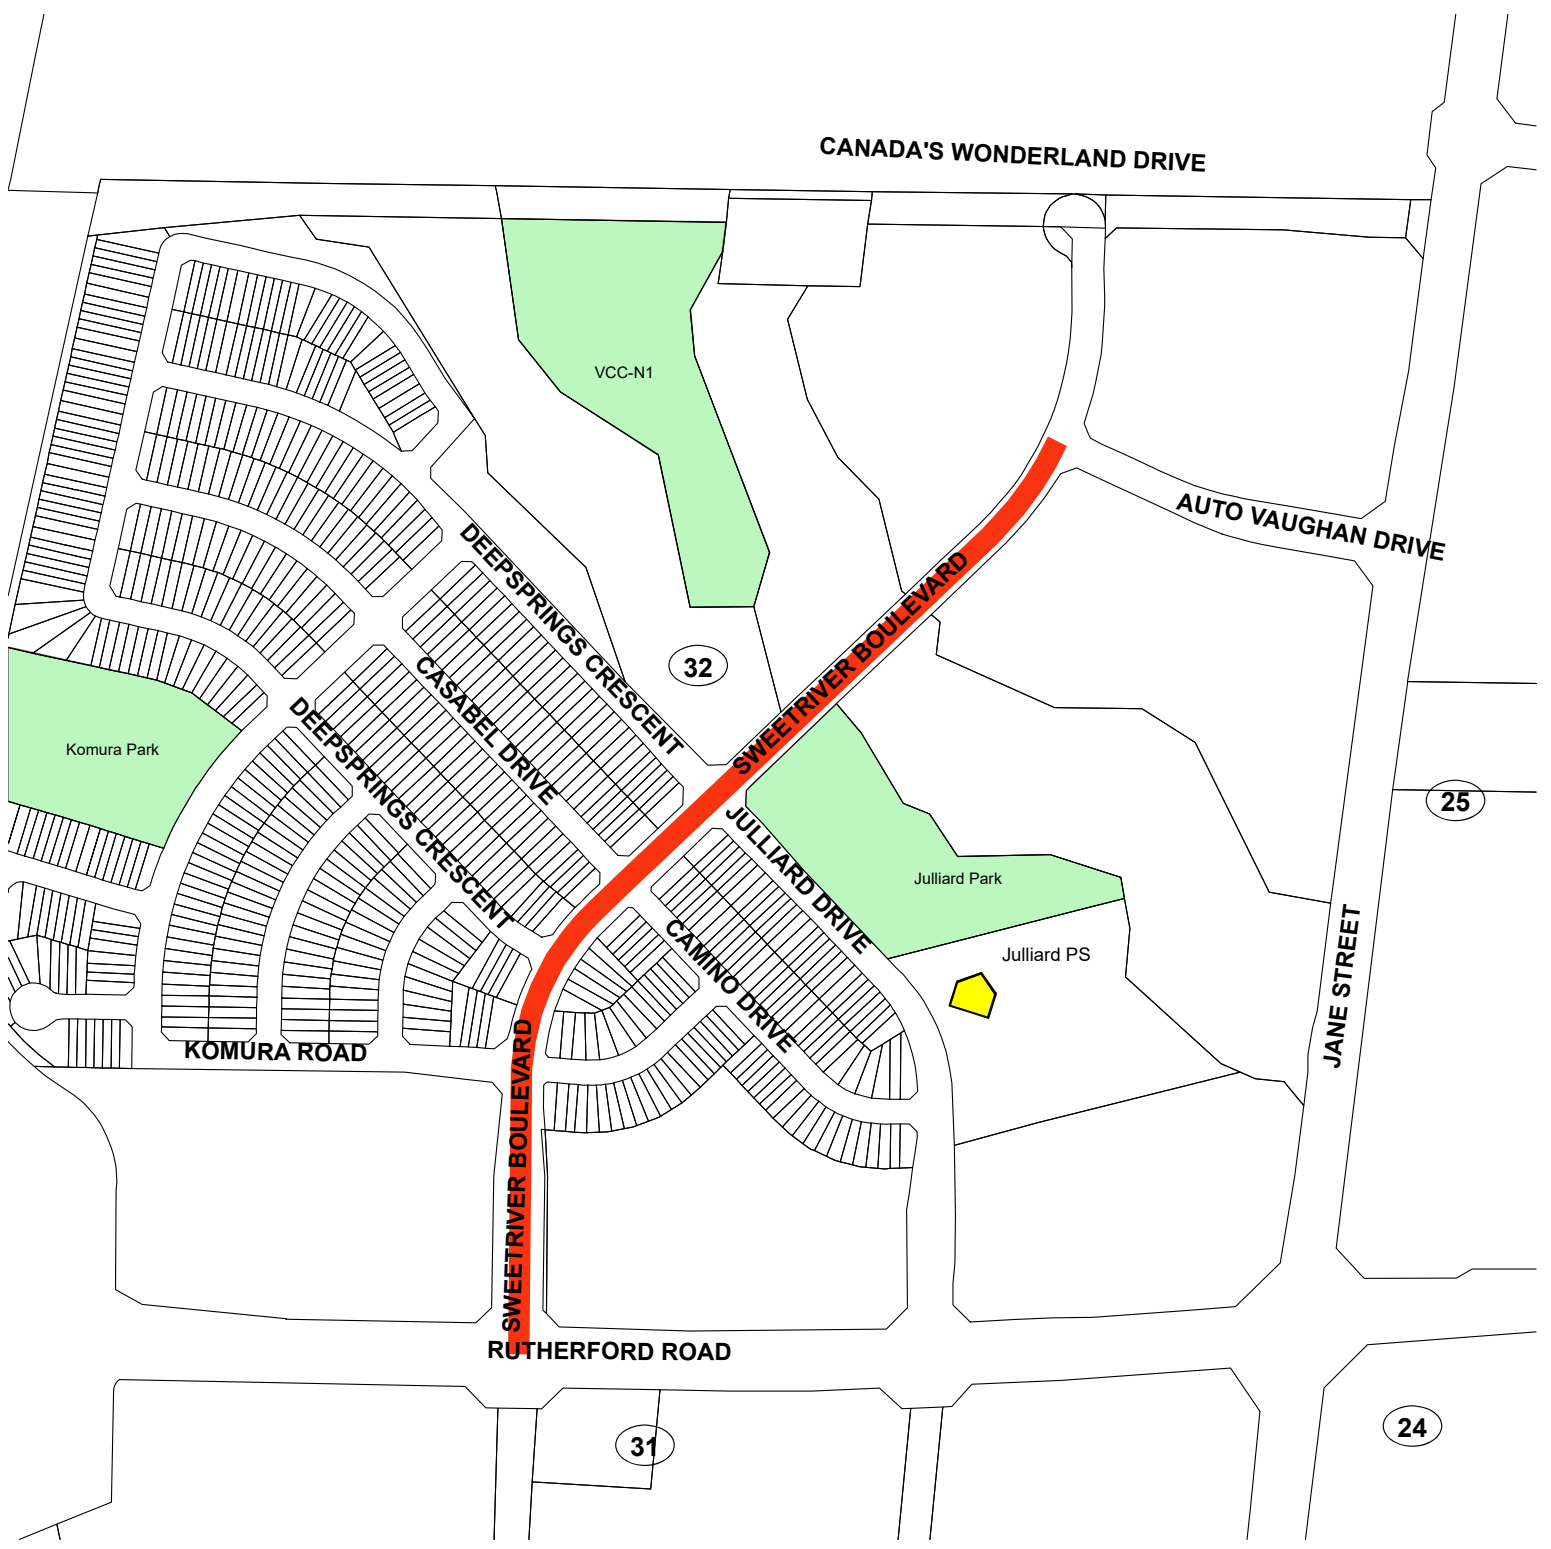 CANADA'S WONDERLAND DRIVE
VCC-N1
AUTO VAUGHAN DRIVE
DEEPSPRINGS CRESCENT
SWEETRIVER BOULEVARD
32
CASABEL DRIVE
DEEPSPRINGS CRESCENT
Komura Park
25
JULLIARD DRIVE
Julliard Park
CAMINO DRIVE
Julliard PS
JANE STREET
KOMURA ROAD
SWEETRIVER BOULEVARD
RUTHERFORD ROAD
31
24